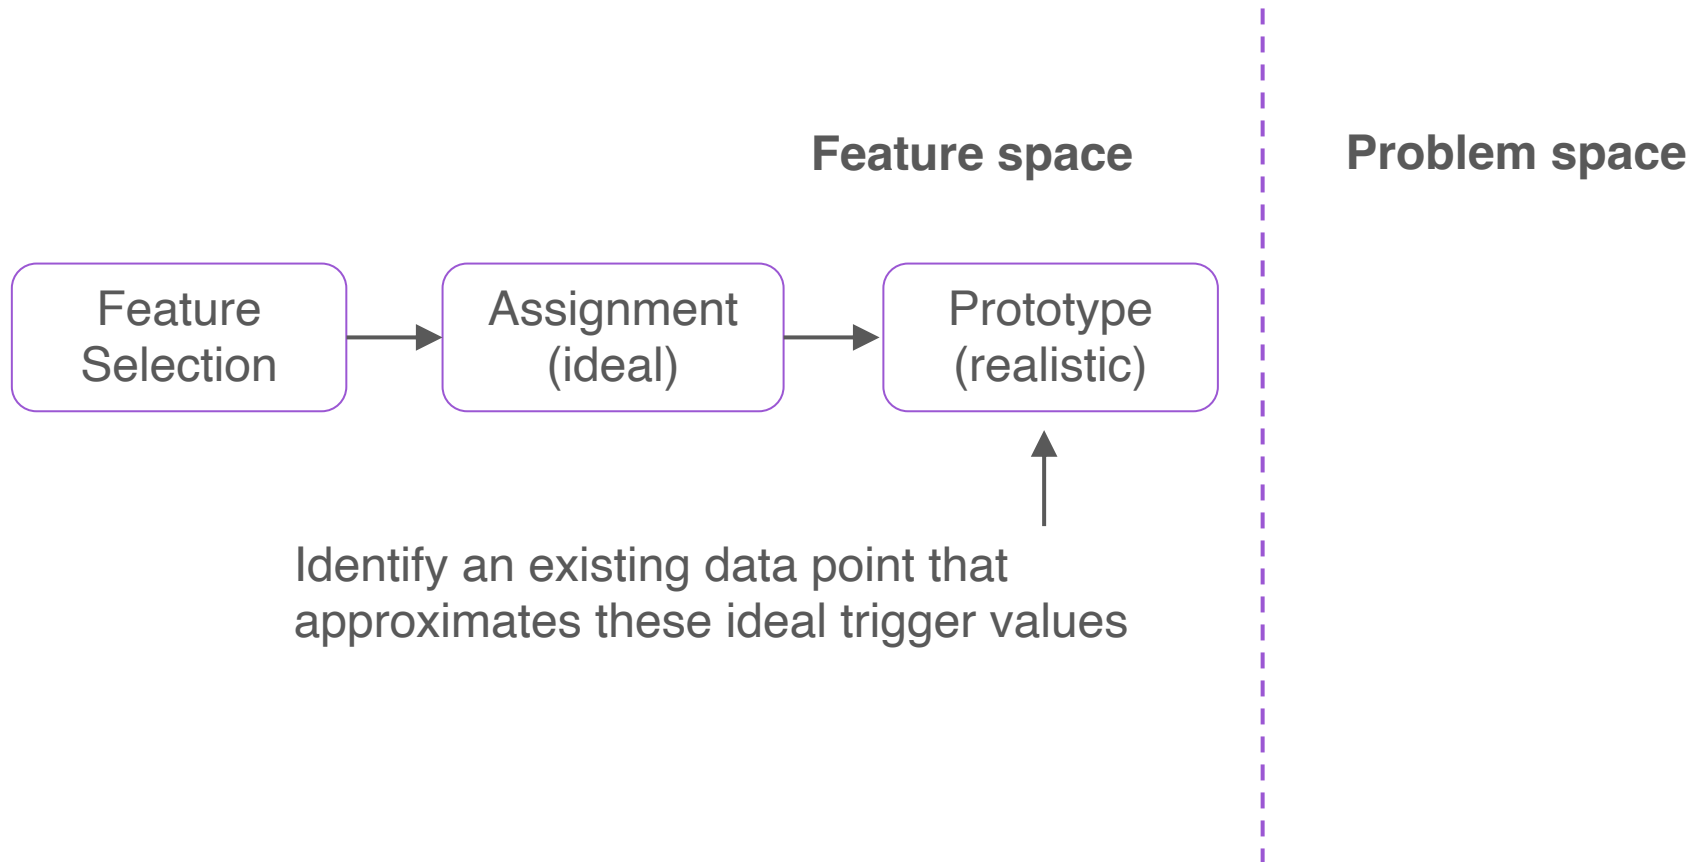 Feature space
Problem space
Feature
Selection
Assignment
(ideal)
Prototype
(realistic)
Identify an existing data point that
approximates these ideal trigger values